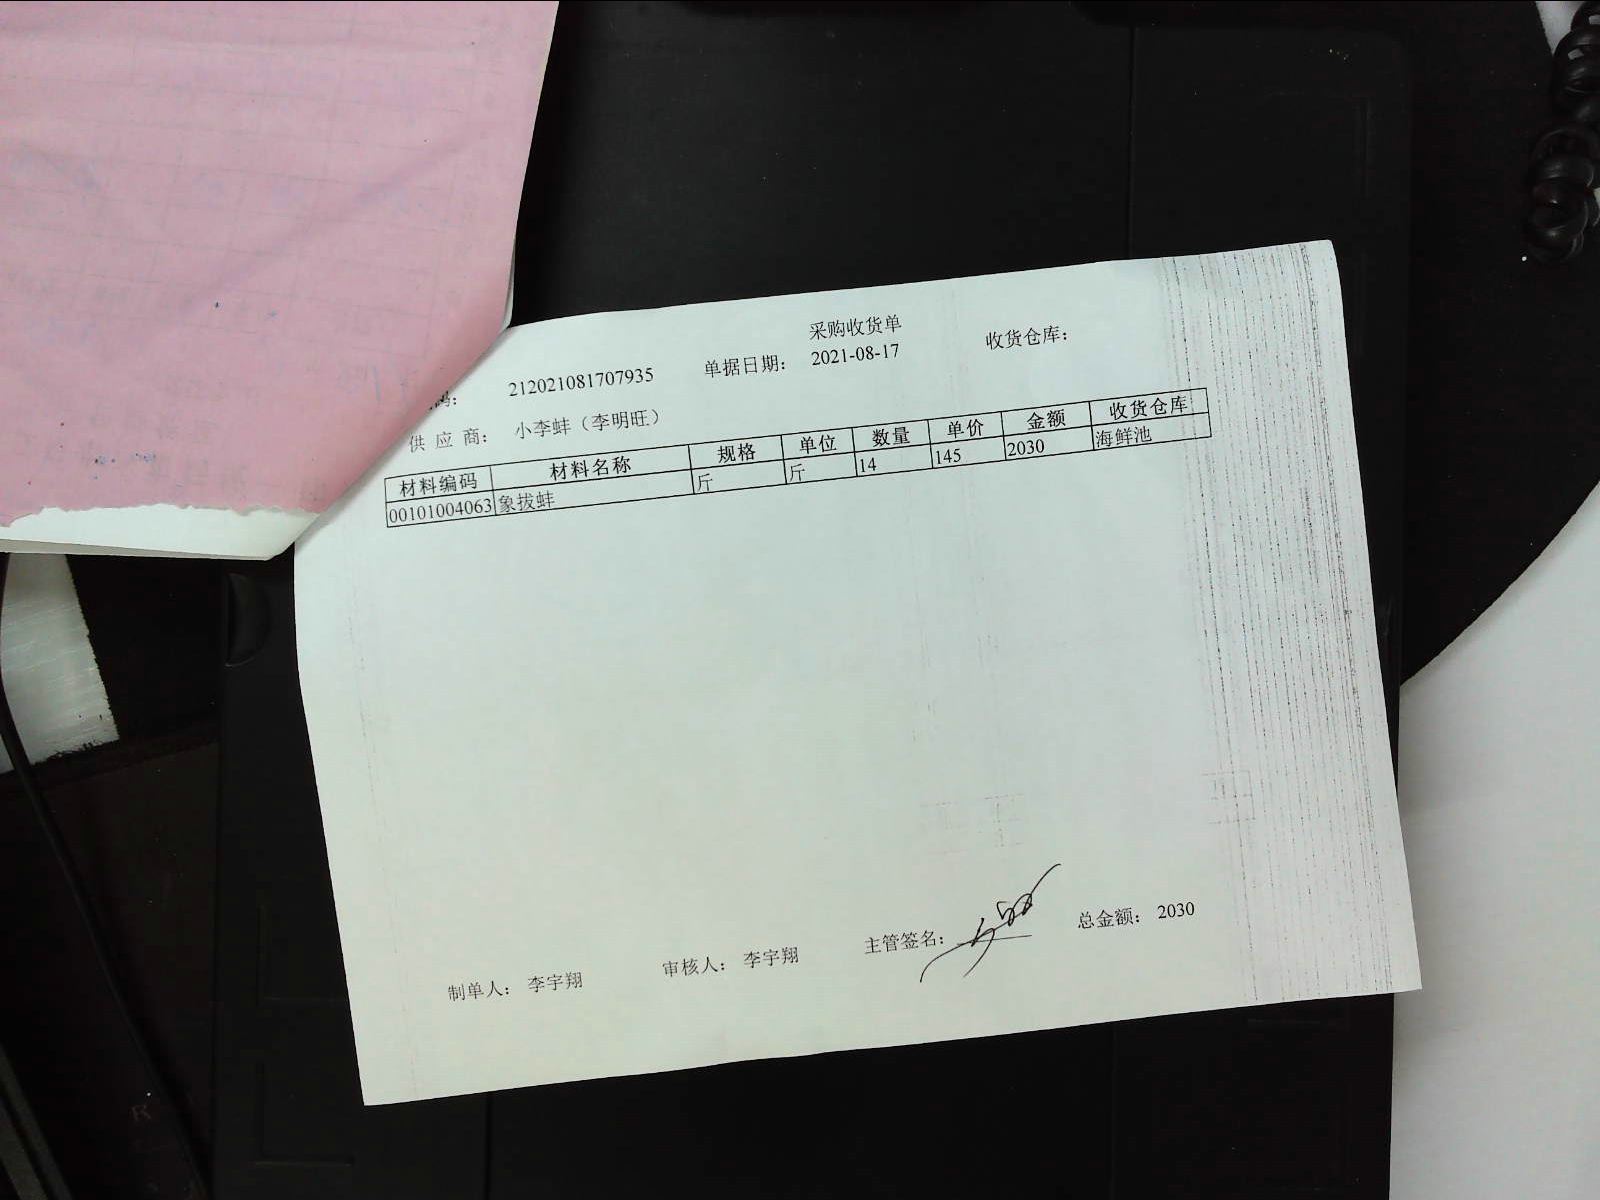 采购收货单
码： 212021081707935 单据日期： 2021-08-17 收货仓库：
供应商： 小李蚌（李明旺）
材料编码 材料名称 规格 单位 数量 单价 金额 收货仓库
00101004063 象拔蚌 斤 斤 14 145 2030 海鲜池
制单人： 李宇翔 审核人： 李宇翔 主管签名： 总金额： 2030